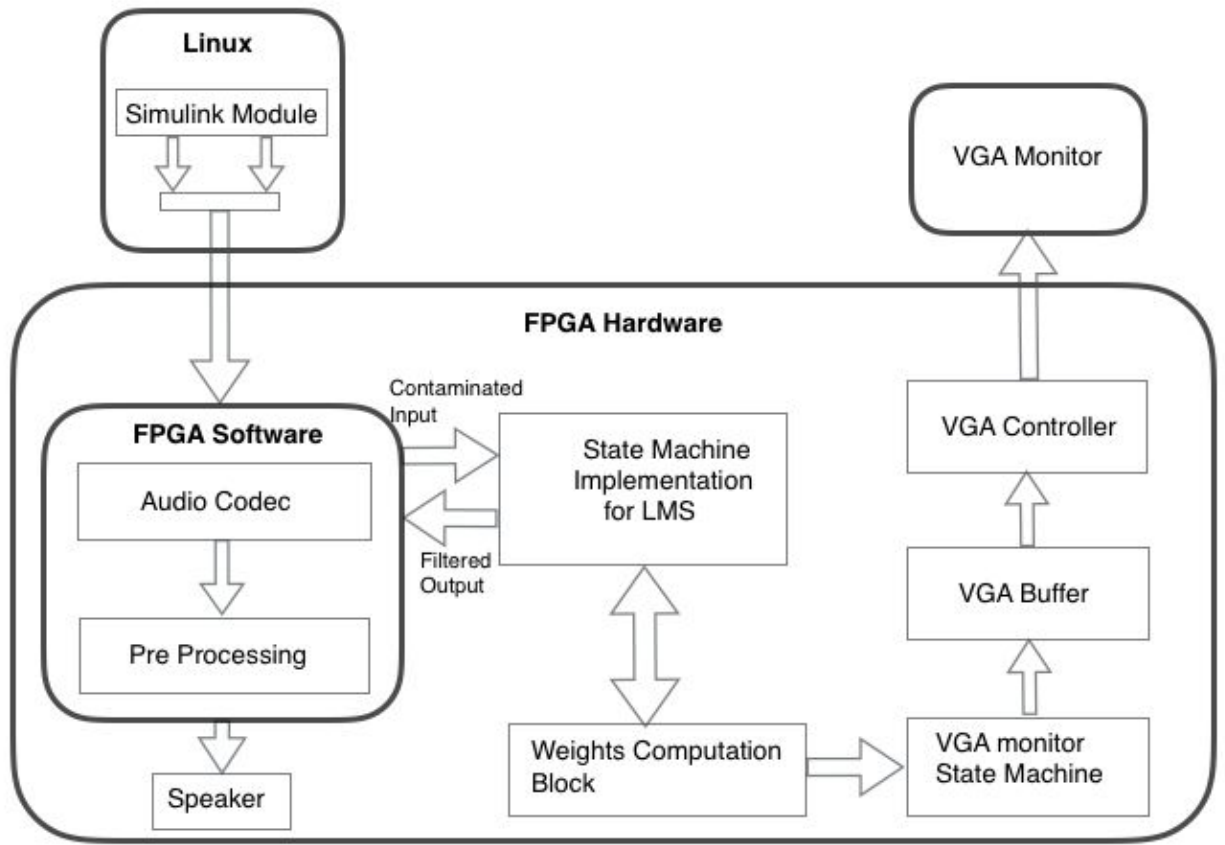 Linux
Simulink Module
VGA Monitor
FPGA Hardware
Contaminated
Input
FPGA Software
Audio Codec
Pre Processing
Speaker
State Machine
Implementation
for LMS
Filtered
Output
Weights Computation
Block
VGA Controller
VGA Buffer
VGA monitor
State Machine